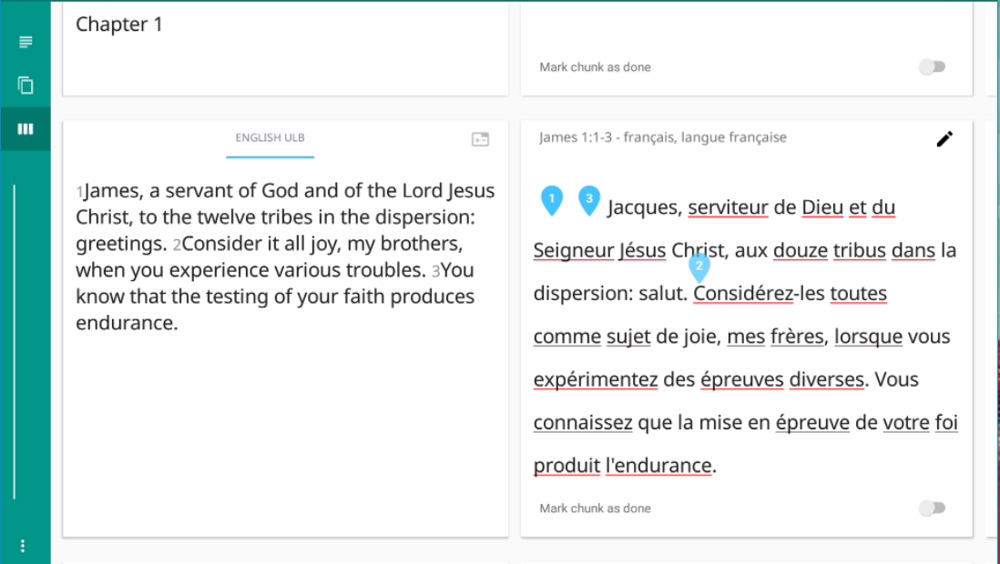 Chapter 1
Mark chunk as done
ENGLISH ULB
1James, a servant of God and of the Lord Jesus
Christ, to the twelve tribes in the dispersion:
greetings. 2Consider it all joy, my brothers,
when you experience various troubles. 3You
know that the testing of your faith produces
endurance.
James 1:1-3 - français, langue française
1 3 Jacques, serviteur de Dieu et du
Seigneur Jésus Christ, aux douze tribus dans la
2
dispersion: salut. Considérez-les toutes
comme sujet de joie, mes frères, lorsque vous
expérimentez des épreuves diverses. Vous
connaissez que la mise en épreuve de votre foi
produit l'endurance.
Mark chunk as done